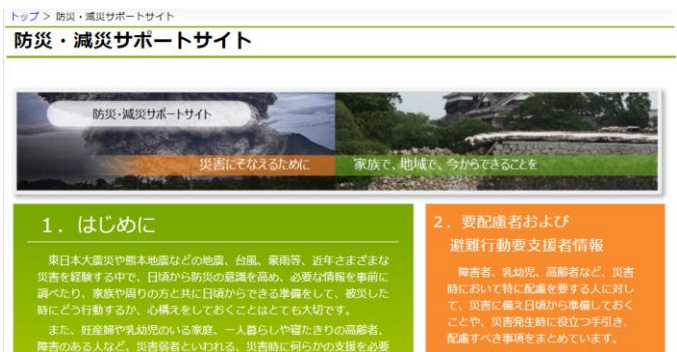 トップ > 防災・減災サポートサイト
防災・減災サポートサイト
防災・減災サポートサイト
災害にそなえるために 家族で、地域で、今からできることを
1. はじめに
東日本大震災や熊本地震などの地震、台風、豪雨等、近年さまざまな
災害を経験する中で、日頃から防災の意識を高め、必要な情報を事前に
調べたり、家族や周りの方と共に日頃からできる準備をして、被災した
時にどう行動するか、心構えをしておくことはとても大切です。
また、妊産婦や乳幼児のいる家庭、一人暮らしや寝たきりの高齢者、
障害のある人など、災害弱者といわれる、災害時に何らかの支援を必要
2. 要配慮者および
避難行動要支援者情報
障害者、乳幼児、高齢者など、災害
時において特に配慮を要する人に対し
て、災害に備え日頃から準備しておく
ことや、災害発生時に役立つ手引き、
配慮すべき事項をまとめています。